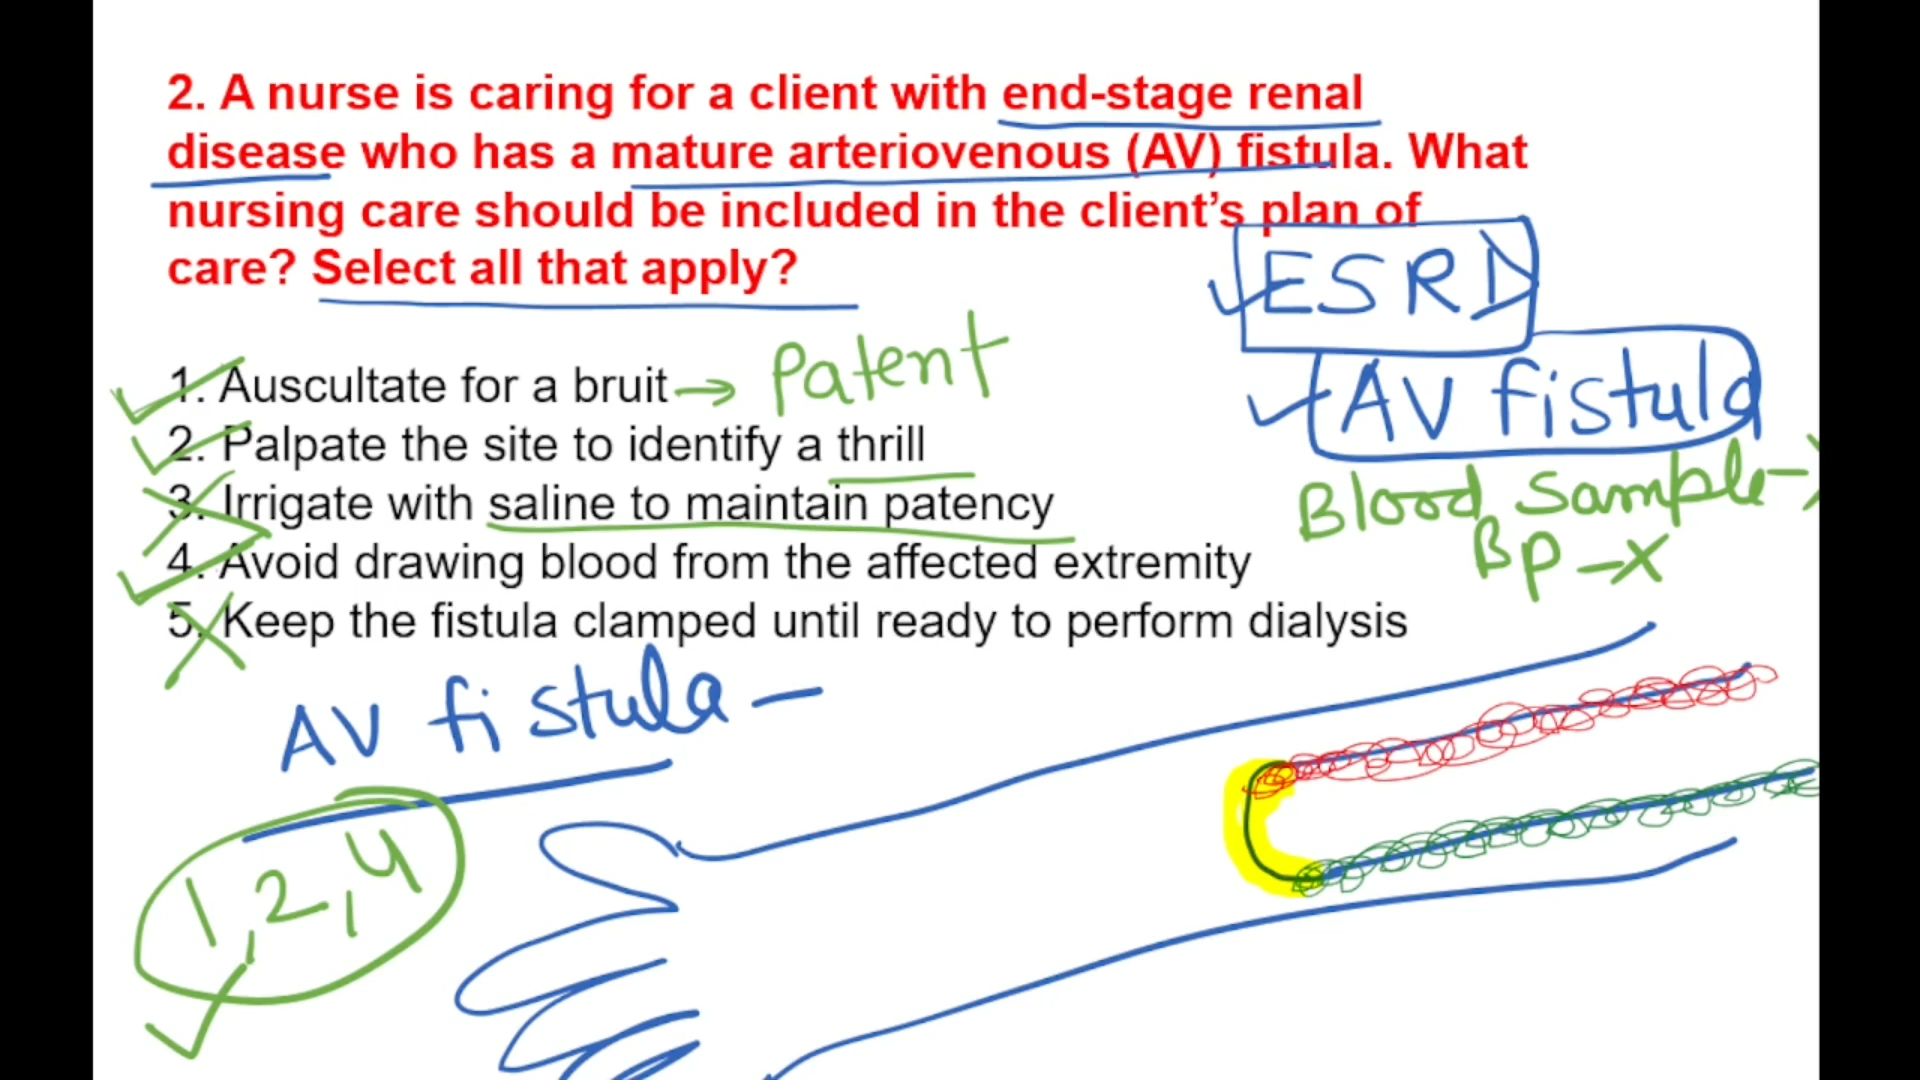 2. A nurse is caring for a client with end-stage renal
disease who has a mature arteriovenous (AV) fistula. What
nursing care should be included in the client’s plan of
care? Select all that apply?
ESRD
1. Auscultate for a bruit → Patent
AV fistula
2. Palpate the site to identify a thrill
3. Irrigate with saline to maintain patency
Blood Sample -
4. Avoid drawing blood from the affected extremity
BP - X
5. Keep the fistula clamped until ready to perform dialysis
AV fistula -
1, 2, 4